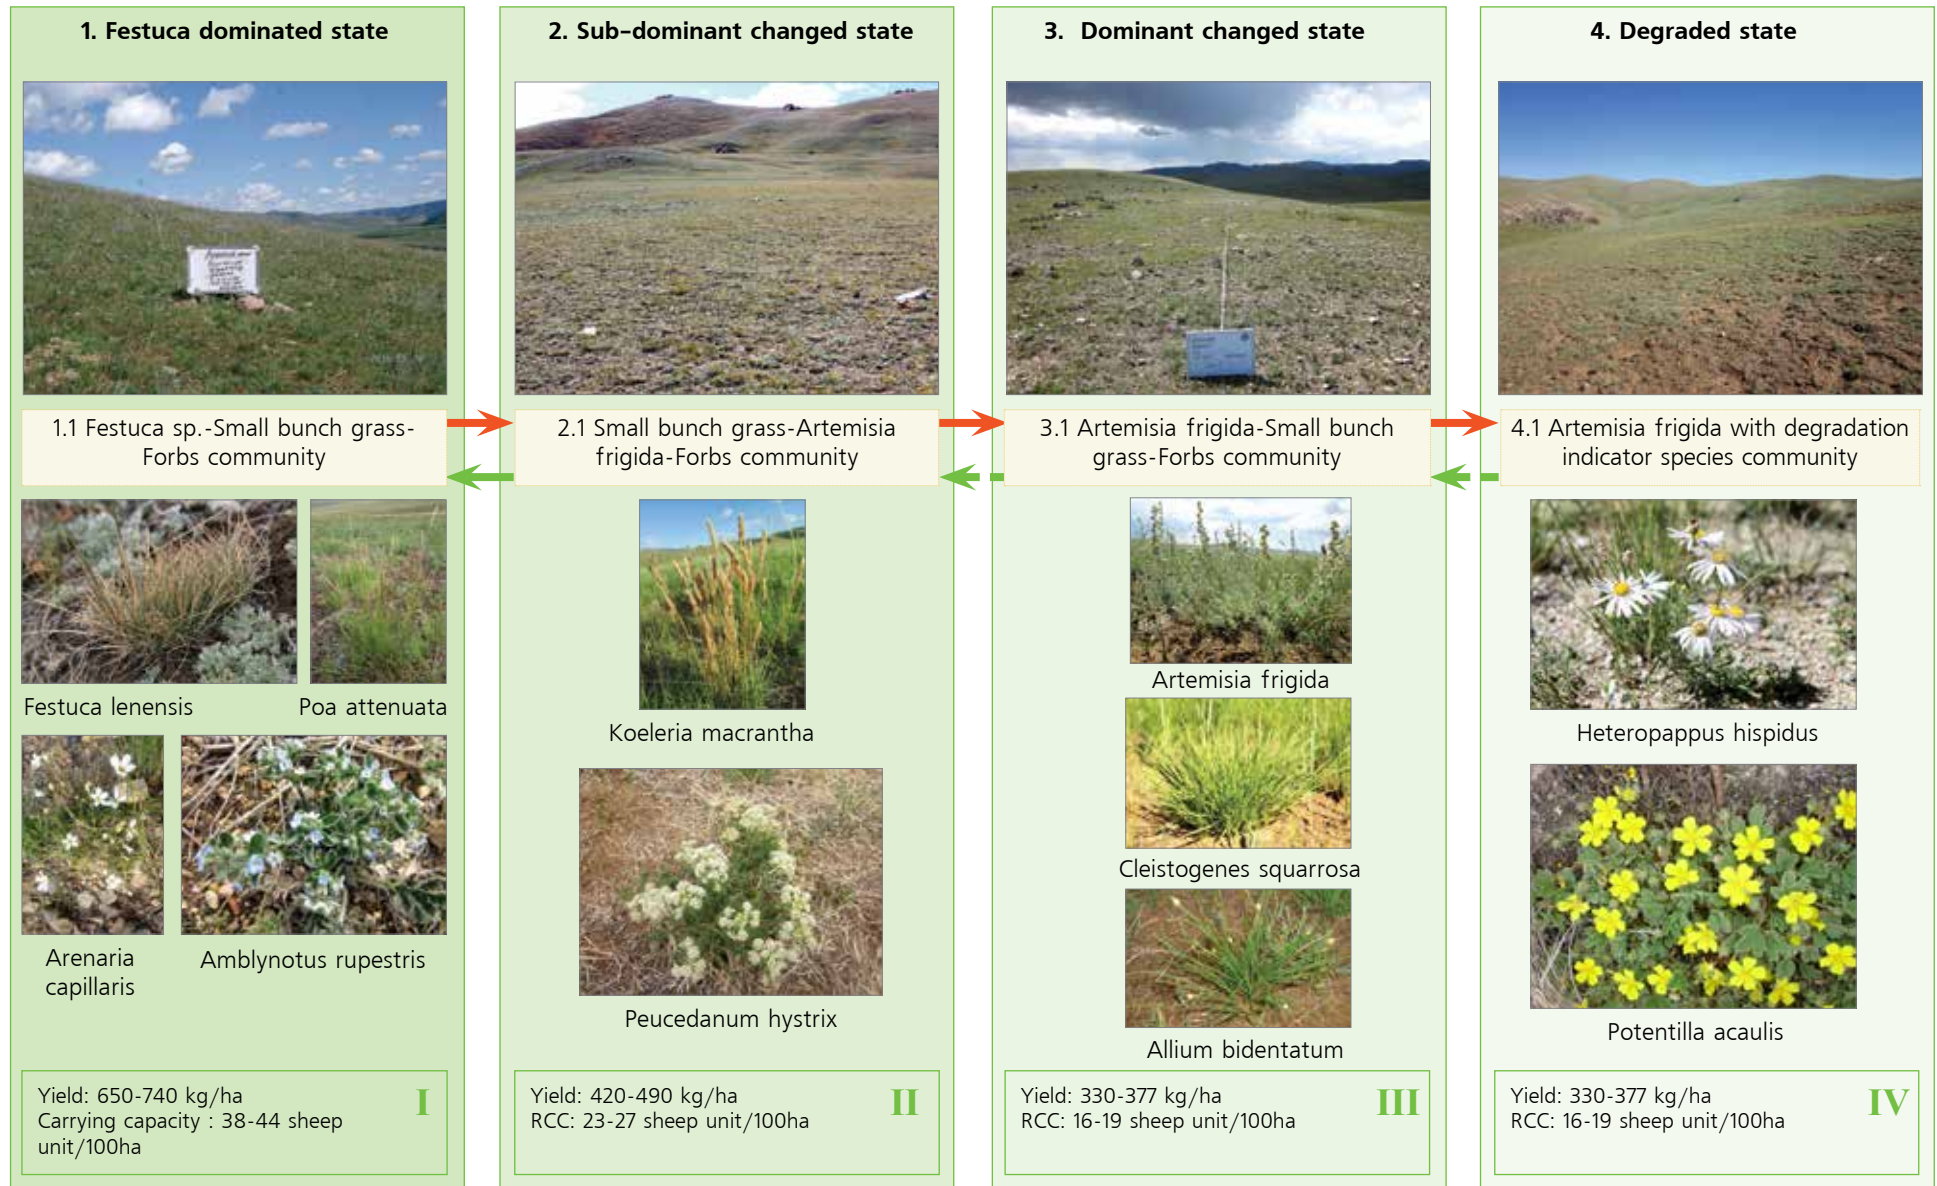 1. Festuca dominated state
1.1 Festuca sp.-Small bunch grass-
Forbs community
Festuca lenensis
Poa attenuata
Arenaria
capillaris
Amblynotus rupestris
Yield: 650-740 kg/ha
Carrying capacity : 38-44 sheep
unit/100ha
I
2. Sub-dominant changed state
2.1 Small bunch grass-Artemisia
frigida-Forbs community
Koeleria macrantha
Peucedanum hystrix
Yield: 420-490 kg/ha
RCC: 23-27 sheep unit/100ha
II
3. Dominant changed state
3.1 Artemisia frigida-Small bunch
grass-Forbs community
Artemisia frigida
Cleistogenes squarrosa
Allium bidentatum
Yield: 330-377 kg/ha
RCC: 16-19 sheep unit/100ha
III
4. Degraded state
4.1 Artemisia frigida with degradation
indicator species community
Heteropappus hispidus
Potentilla acaulis
Yield: 330-377 kg/ha
RCC: 16-19 sheep unit/100ha
IV